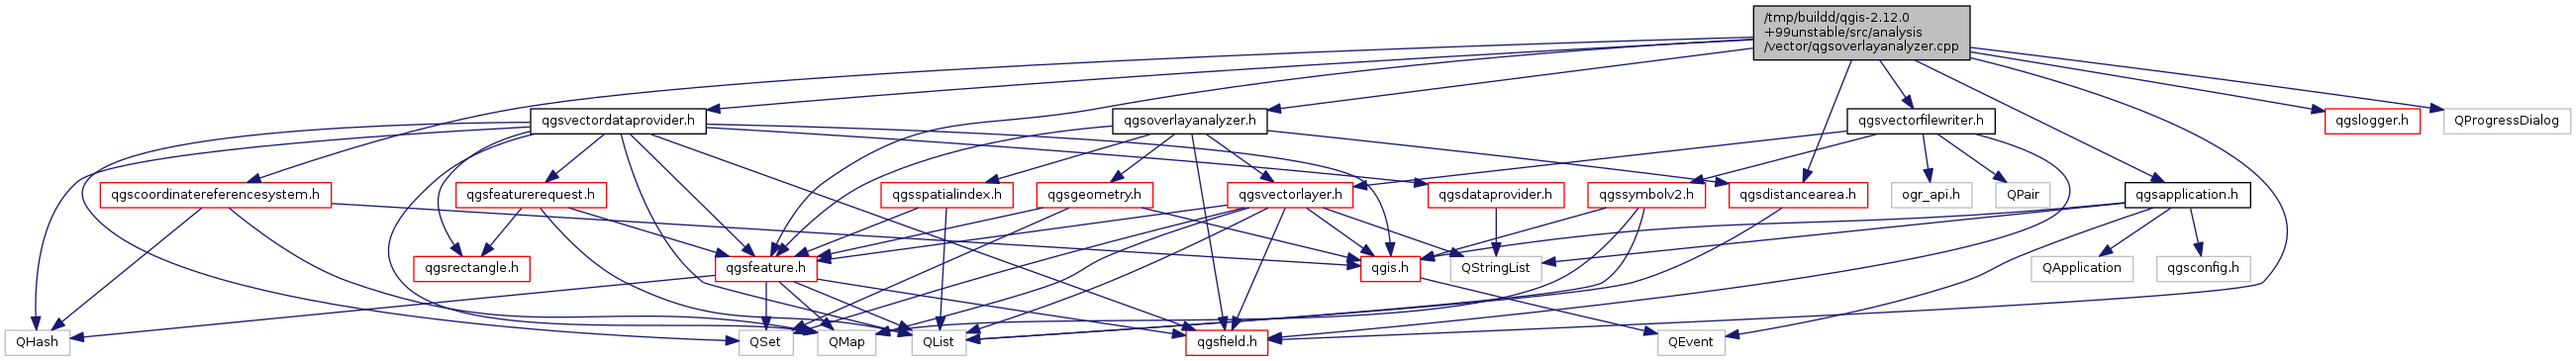 /tmp/buildd/qgis-2.12.0
+99unstable/src/analysis
/vector/qgsoverlayanalyzer.cpp
qgsvectordataprovider.h
qgsoverlayanalyzer.h
qgsvectorfilewriter.h
qgslogger.h
QProgressDialog
qgscoordinatereferencesystem.h
qgsfeaturerequest.h
qgsspatialindex.h
qgsgeometry.h
qgsvectorlayer.h
qgsdataprovider.h
qgssymbolv2.h
qgsdistancearea.h
ogr_api.h
QPair
qgsapplication.h
qgsrectangle.h
qgsfeature.h
qgis.h
QStringList
QApplication
qgsconfig.h
QHash
QSet
QMap
QList
qgsfield.h
QEvent